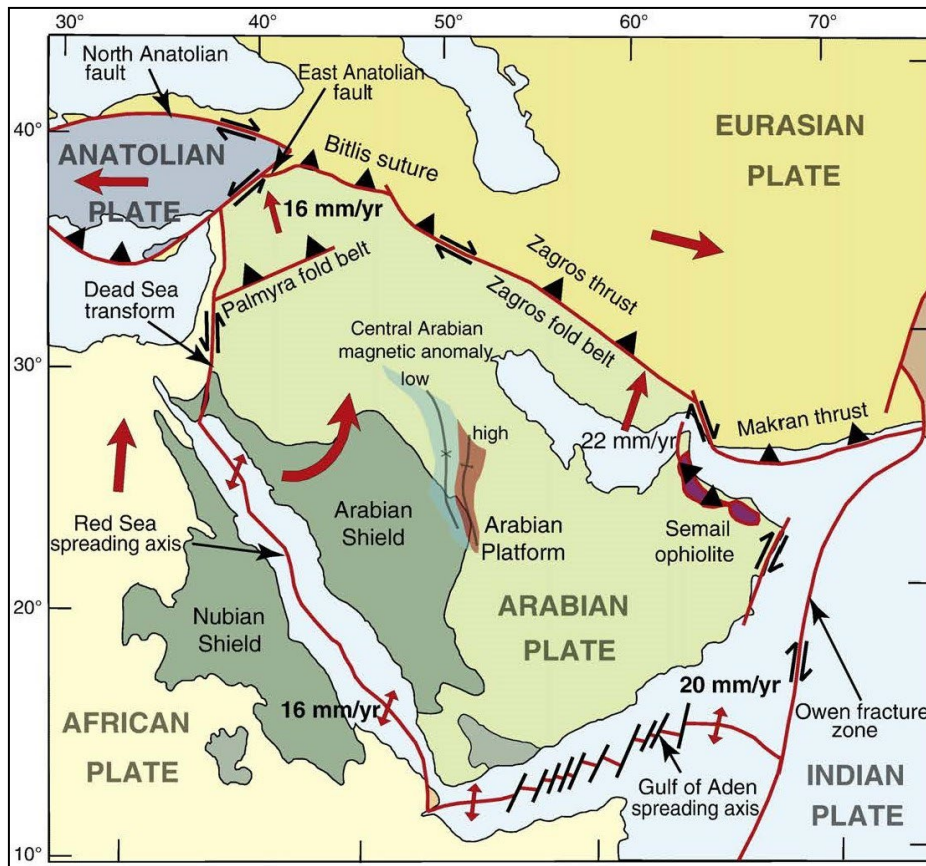 30°
40°
50°
60°
70°
North Anatolian
fault
East Anatolian
fault
40°
ANATOLIAN
PLATE
Bitlis suture
EURASIAN
PLATE
16 mm/yr
Palmyra fold belt
Zagros thrust
Zagros fold belt
Dead Sea
transform
Central Arabian
magnetic anomaly
low
high
30°
22 mm/yr
Makran thrust
Red Sea
spreading axis
Arabian
Shield
Arabian
Platform
Semail
ophiolite
20°
Nubian
Shield
ARABIAN
PLATE
AFRICAN
PLATE
16 mm/yr
20 mm/yr
Owen fracture
zone
Gulf of Aden
spreading axis
INDIAN
PLATE
10°
40°
50°
60°
70°